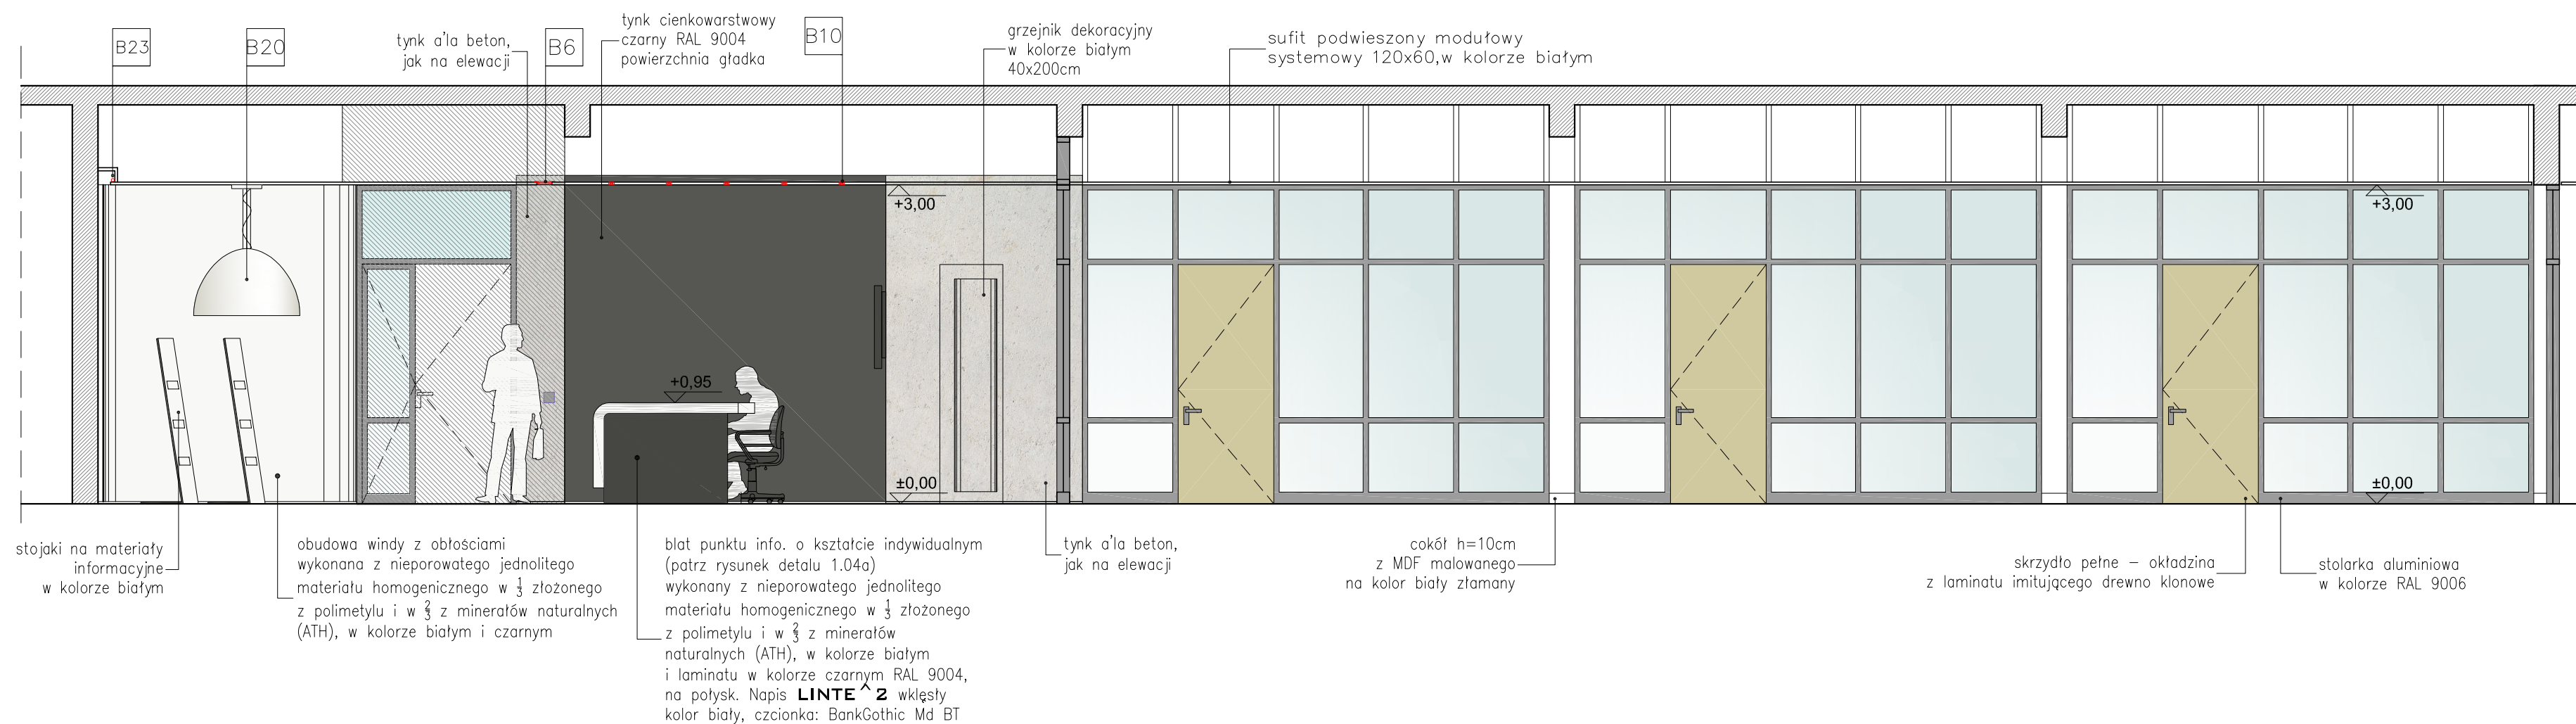 B23
B20
tynk a'la beton,
jak na elewacji
B6
tynk cienkowarstwowy
czarny RAL 9004
powierzchnia gładka
B10
grzejnik dekoracyjny
w kolorze białym
40x200cm
sufit podwieszony modułowy
systemowy 120x60,w kolorze białym
+3,00
+3,00
+0,95
±0,00
±0,00
stojaki na materiały
informacyjne
w kolorze białym
obudowa windy z obłościami
wykonana z nieporowatego jednolitego
materiału homogenicznego w 1/3 złożonego
z polimetylu i w 2/3 z minerałów naturalnych
(ATH), w kolorze białym i czarnym
blat punktu info. o kształcie indywidualnym
(patrz rysunek detalu 1.04a)
wykonany z nieporowatego jednolitego
materiału homogenicznego w 1/3 złożonego
z polimetylu i w 2/3 z minerałów
naturalnych (ATH), w kolorze białym
i laminatu w kolorze czarnym RAL 9004,
na połysk. Napis LINTE^2 wklęsły
kolor biały, czcionka: BankGothic Md BT
tynk a'la beton,
jak na elewacji
cokół h=10cm
z MDF malowanego
na kolor biały złamany
skrzydło pełne – okładzina
z laminatu imitującego drewno klonowe
stolarka aluminiowa
w kolorze RAL 9006